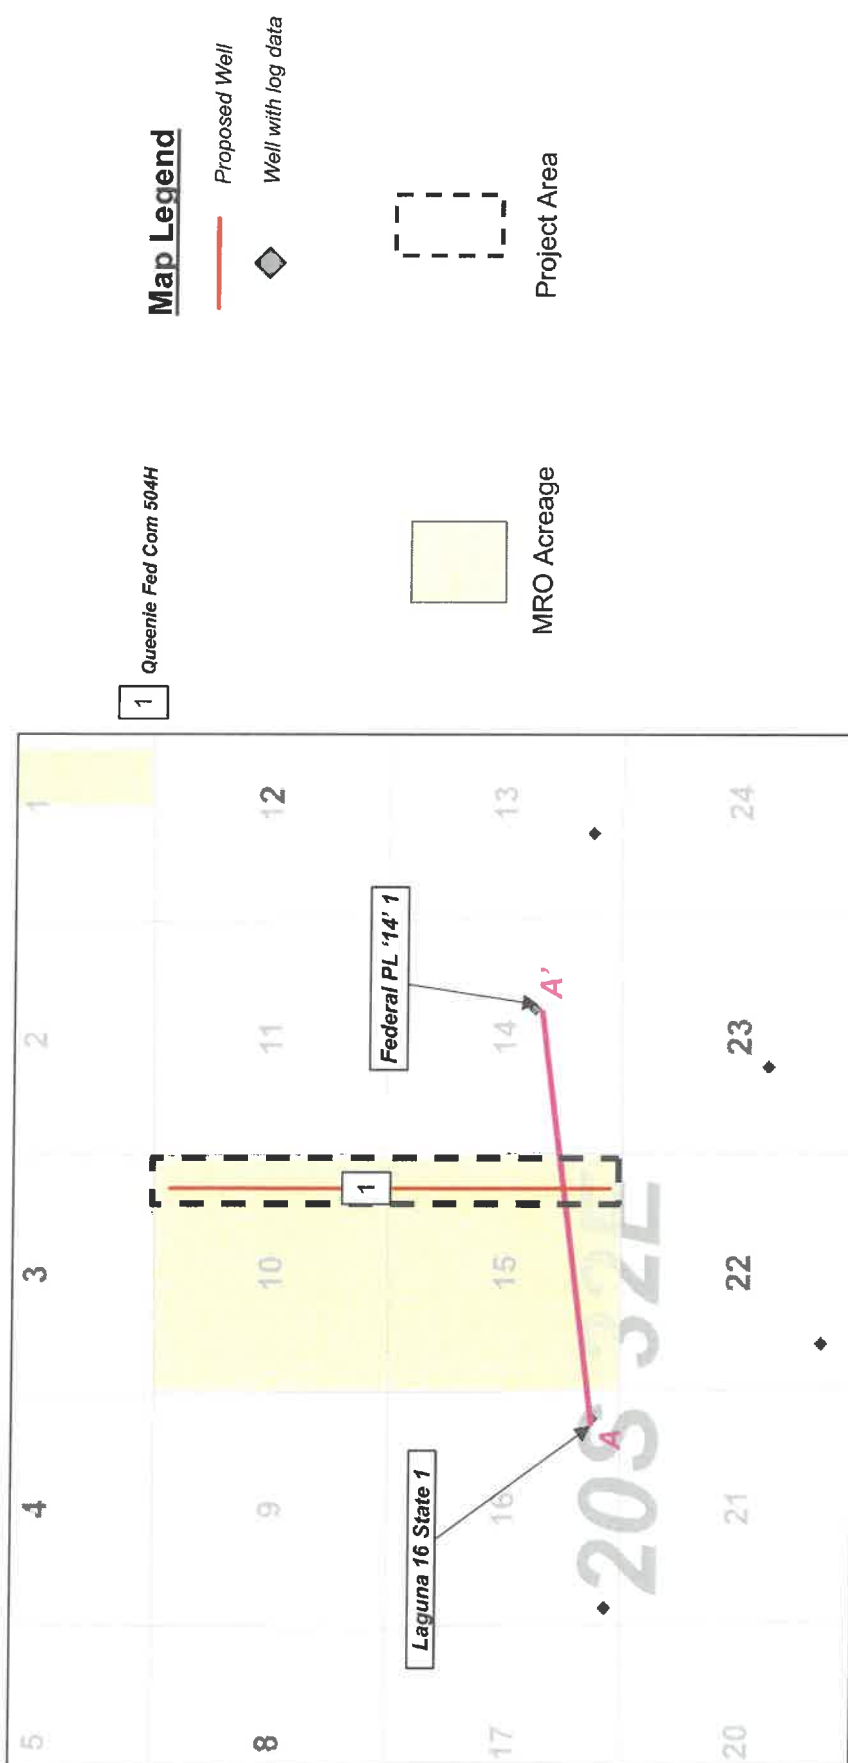 5
4
3
2
1
8
9
10
11
12
17
16
15
14
13
20
21
22
23
24
20S 32E
Laguna 16 State 1
Federal PL '14' 1
A
A'
1
1
Queenie Fed Com 504H
MRO Acreage
Map Legend
Proposed Well
Well with log data
Project Area